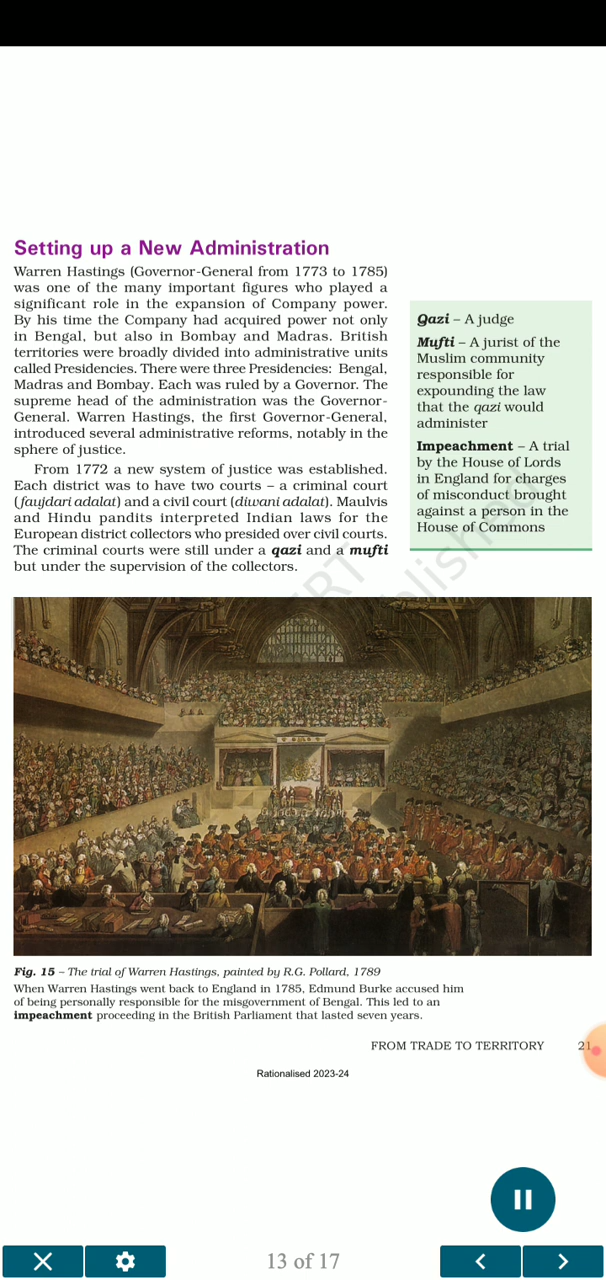 Setting up a New Administration
Warren Hastings (Governor-General from 1773 to 1785)
was one of the many important figures who played a
significant role in the expansion of Company power.
By his time the Company had acquired power not only
in Bengal, but also in Bombay and Madras. British
territories were broadly divided into administrative units
called Presidencies. There were three Presidencies: Bengal,
Madras and Bombay. Each was ruled by a Governor. The
supreme head of the administration was the Governor-
General. Warren Hastings, the first Governor-General,
introduced several administrative reforms, notably in the
sphere of justice.
From 1772 a new system of justice was established.
Each district was to have two courts – a criminal court
(faujdari adalat) and a civil court (diwani adalat). Maulvis
and Hindu pandits interpreted Indian laws for the
European district collectors who presided over civil courts.
The criminal courts were still under a qazi and a mufti
but under the supervision of the collectors.
Qazi – A judge
Mufti – A jurist of the
Muslim community
responsible for
expounding the law
that the qazi would
administer
Impeachment – A trial
by the House of Lords
in England for charges
of misconduct brought
against a person in the
House of Commons
Fig. 15 – The trial of Warren Hastings, painted by R.G. Pollard, 1789
When Warren Hastings went back to England in 1785, Edmund Burke accused him
of being personally responsible for the misgovernment of Bengal. This led to an
impeachment proceeding in the British Parliament that lasted seven years.
FROM TRADE TO TERRITORY 21
Rationalised 2023-24
13 of 17